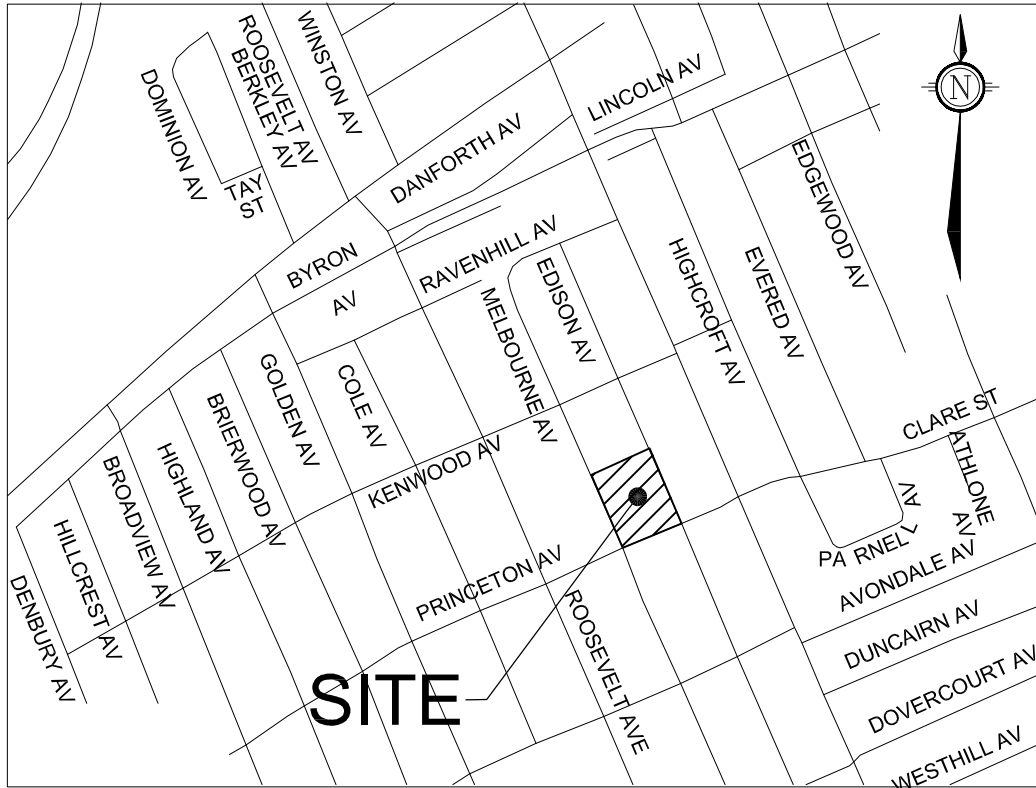 WINSTON AV
ROOSEVELT AV
BERKLEY AV
DOMINION AV
TAY
ST
LINCOLN AV
DANFORTH AV
N
EDGEWOOD AV
BYRON
AV
RAVENHILL AV
HIGHCROFT AV
EVERED AV
EDISON AV
MELBOURNE AV
GOLDEN AV
COLE AV
BRIERWOOD AV
HIGHLAND AV
BROADVIEW AV
HILLCREST AV
DENBURY AV
KENWOOD AV
CLARE ST
ATHLONE
AV
PA RNELL AV
PRINCETON AV
AVONDALE AV
DUNCAIRN AV
DOVERCOURT AV
WESTHILL AV
ROOSEVELT AVE
SITE